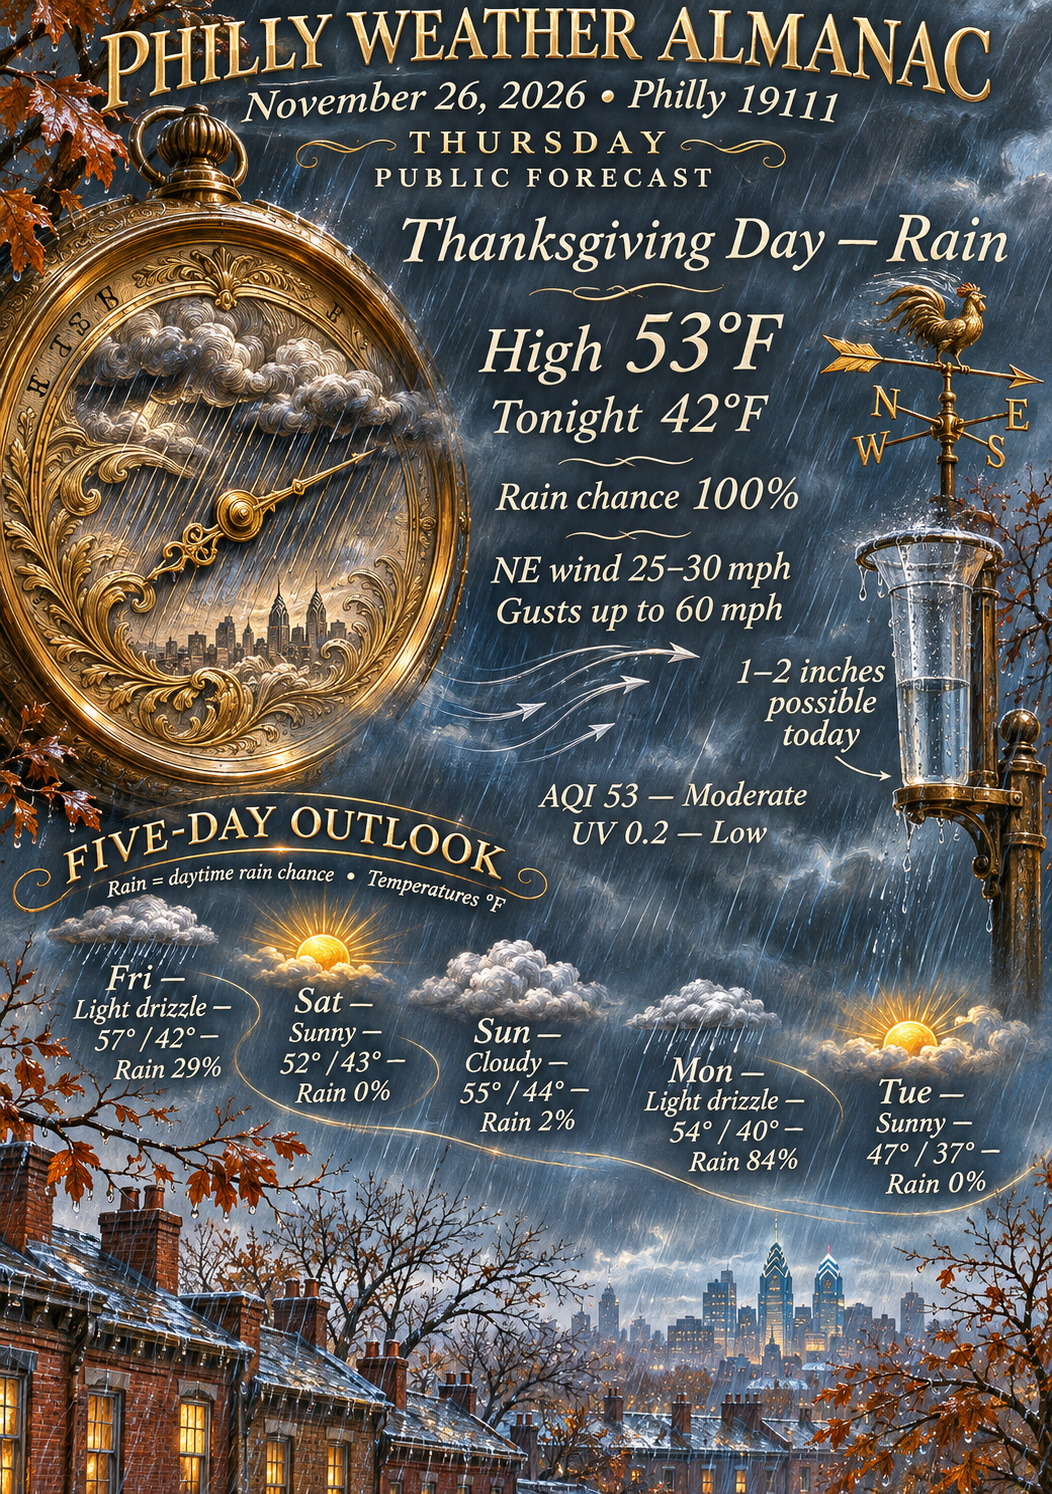 PHILLY WEATHER ALMANAC
November 26, 2026 • Philly 19111
THURSDAY
PUBLIC FORECAST
Thanksgiving Day — Rain
High 53°F
Tonight 42°F
Rain chance 100%
NE wind 25–30 mph
Gusts up to 60 mph
N
E
W
S
1–2 inches
possible
today
AQI 53 — Moderate
UV 0.2 — Low
FIVE-DAY OUTLOOK
Rain = daytime rain chance • Temperatures °F
Fri —
Light drizzle —
57° / 42° —
Rain 29%
Sat —
Sunny —
52° / 43° —
Rain 0%
Sun —
Cloudy —
55° / 44° —
Rain 2%
Mon —
Light drizzle —
54° / 40° —
Rain 84%
Tue —
Sunny —
47° / 37° —
Rain 0%